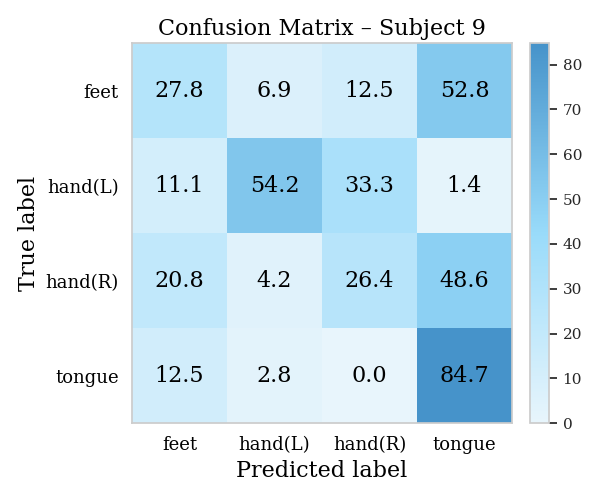 Confusion Matrix – Subject 9
True label
feet 27.8 6.9 12.5 52.8
hand(L) 11.1 54.2 33.3 1.4
hand(R) 20.8 4.2 26.4 48.6
tongue 12.5 2.8 0.0 84.7
feet hand(L) hand(R) tongue
Predicted label
80
70
60
50
40
30
20
10
0